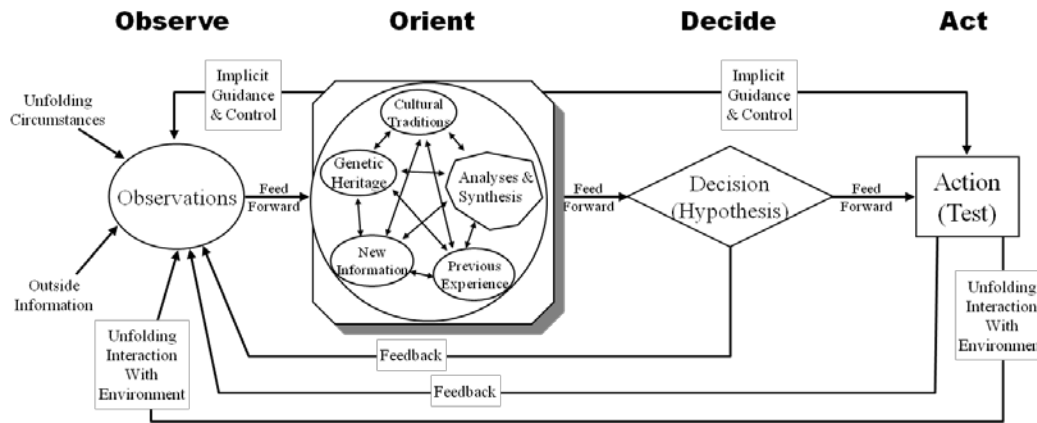 Observe Orient Decide Act
Implicit
Guidance
& Control
Implicit
Guidance
& Control
Unfolding
Circumstances
Observations
Outside
Information
Feed
Forward
Cultural
Traditions
Genetic
Heritage
Analyses &
Synthesis
New
Information
Previous
Experience
Feed
Forward
Decision
(Hypothesis)
Feed
Forward
Action
(Test)
Unfolding
Interaction
With
Environment
Feedback
Feedback
Unfolding
Interaction
With
Environment